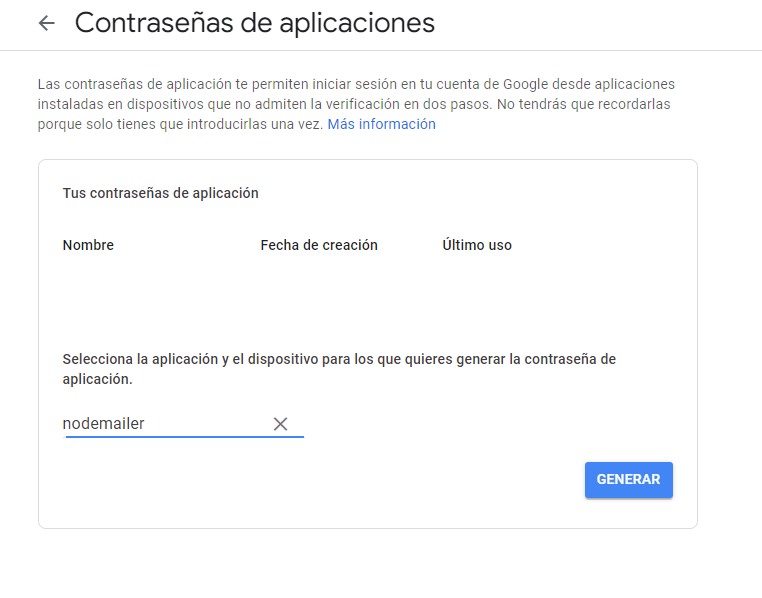 Contraseñas de aplicaciones
Las contraseñas de aplicación te permiten iniciar sesión en tu cuenta de Google desde aplicaciones
instaladas en dispositivos que no admiten la verificación en dos pasos. No tendrás que recordarlas
porque solo tienes que introducirlas una vez. Más información
Tus contraseñas de aplicación
Nombre Fecha de creación Último uso
Selecciona la aplicación y el dispositivo para los que quieres generar la contraseña de
aplicación.
nodemailer
GENERAR